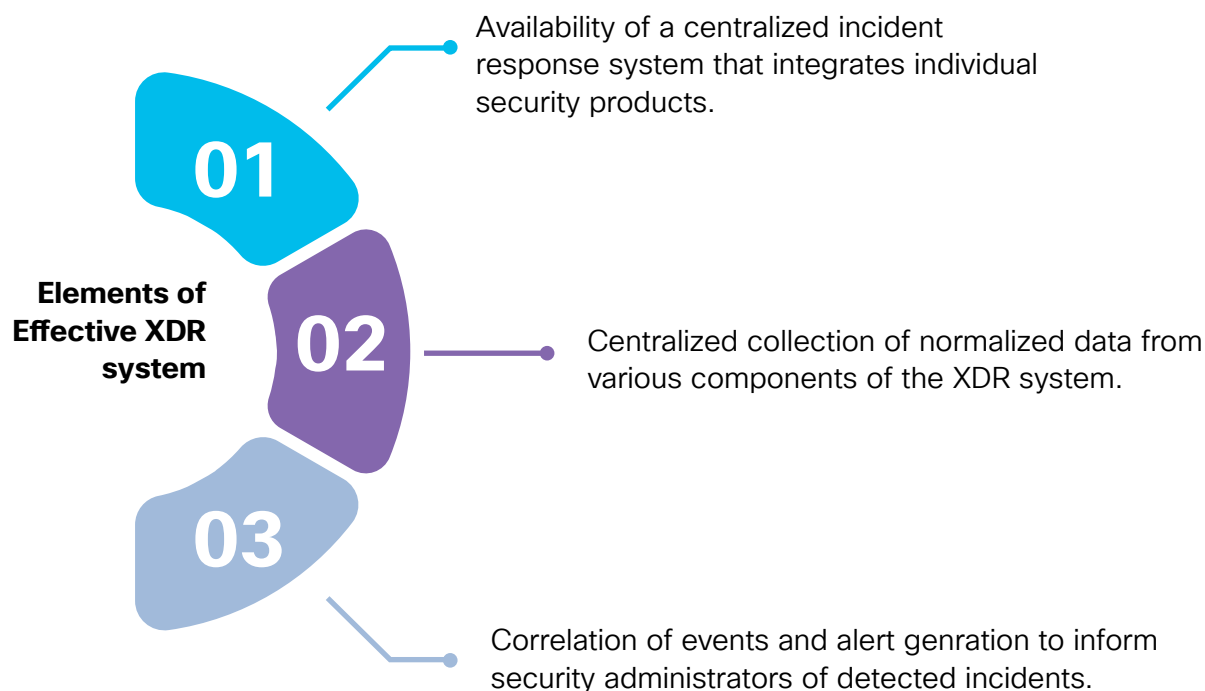 Availability of a centralized incident
response system that integrates individual
security products.
01
Elements of
Effective XDR
system
02
Centralized collection of normalized data from
various components of the XDR system.
03
Correlation of events and alert genration to inform
security administrators of detected incidents.